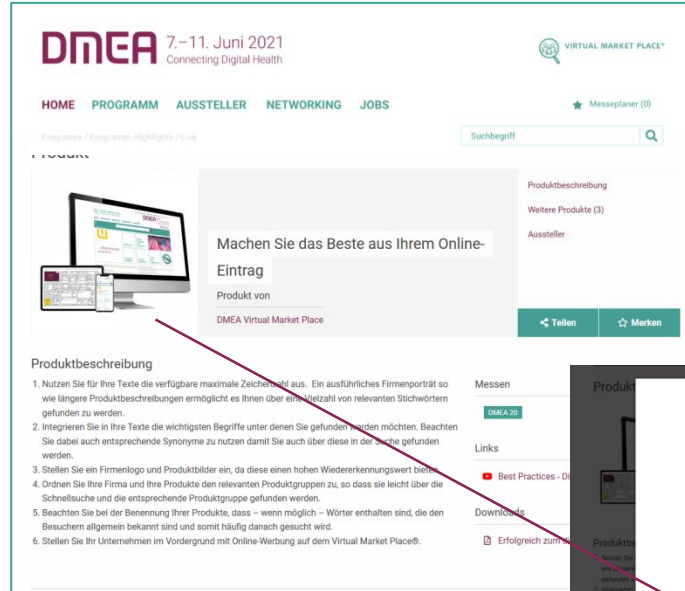 DMEA 7.–11. Juni 2021
Connecting Digital Health
VIRTUAL MARKET PLACE®
HOME PROGRAMM AUSSTELLER NETWORKING JOBS
Messeplaner (0)
Programm / Programm-Highlights / Live
Suchbegriff
Produkt
Produktbeschreibung
Weitere Produkte (3)
Aussteller
Machen Sie das Beste aus Ihrem Online-
Eintrag
Produkt von
DMEA Virtual Market Place
Teilen
Merken
Produktbeschreibung
1. Nutzen Sie für Ihre Texte die verfügbare maximale Zeichenzahl aus. Ein ausführliches Firmenporträt so
wie längere Produktbeschreibungen ermöglicht es Ihnen über eine Vielzahl von relevanten Stichwörtern
gefunden zu werden.
2. Integrieren Sie in Ihre Texte die wichtigsten Begriffe unter denen Sie gefunden werden möchten. Beachten
Sie dabei auch entsprechende Synonyme zu nutzen damit Sie auch über diese in der Suche gefunden
werden.
3. Stellen Sie ein Firmenlogo und Produktbilder ein, da diese einen hohen Wiedererkennungswert bieten.
4. Ordnen Sie Ihre Firma und Ihre Produkte den relevanten Produktgruppen zu, so dass sie leicht über die
Schnellsuche und die entsprechende Produktgruppe gefunden werden.
5. Beachten Sie bei der Benennung Ihrer Produkte, dass – wenn möglich – Wörter enthalten sind, die den
Besuchern allgemein bekannt sind und somit häufig danach gesucht wird.
6. Stellen Sie Ihr Unternehmen im Vordergrund mit Online-Werbung auf dem Virtual Market Place®.
Messen
DMEA 20
Links
Best Practices - Di
Downloads
Erfolgreich zum di
Produkt
Produktbe